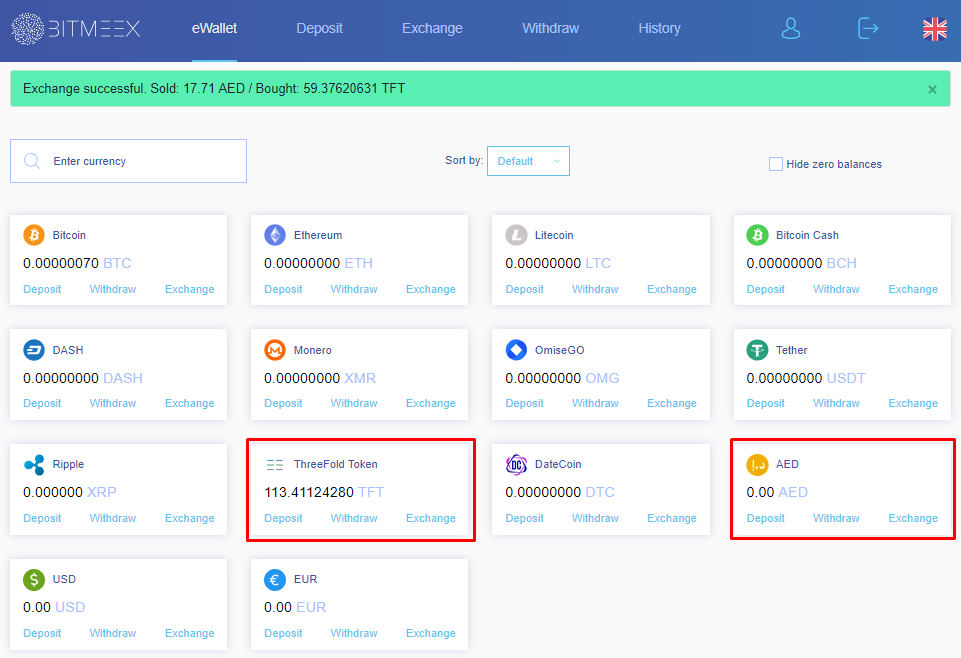 BITMEEX
eWallet Deposit Exchange Withdraw History
Exchange successful. Sold: 17.71 AED / Bought: 59.37620631 TFT ×
Enter currency Sort by: Default Hide zero balances
Bitcoin Ethereum Litecoin Bitcoin Cash
0.00000070 BTC 0.00000000 ETH 0.00000000 LTC 0.00000000 BCH
Deposit Withdraw Exchange Deposit Withdraw Exchange Deposit Withdraw Exchange Deposit Withdraw Exchange
DASH Monero OmiseGO Tether
0.00000000 DASH 0.00000000 XMR 0.00000000 OMG 0.00000000 USDT
Deposit Withdraw Exchange Deposit Withdraw Exchange Deposit Withdraw Exchange Deposit Withdraw Exchange
Ripple ThreeFold Token DC DateCoin د.إ AED
0.000000 XRP 113.41124280 TFT 0.00000000 DTC 0.00 AED
Deposit Withdraw Exchange Deposit Withdraw Exchange Deposit Withdraw Exchange Deposit Withdraw Exchange
$ USD € EUR
0.00 USD 0.00 EUR
Deposit Withdraw Exchange Deposit Withdraw Exchange